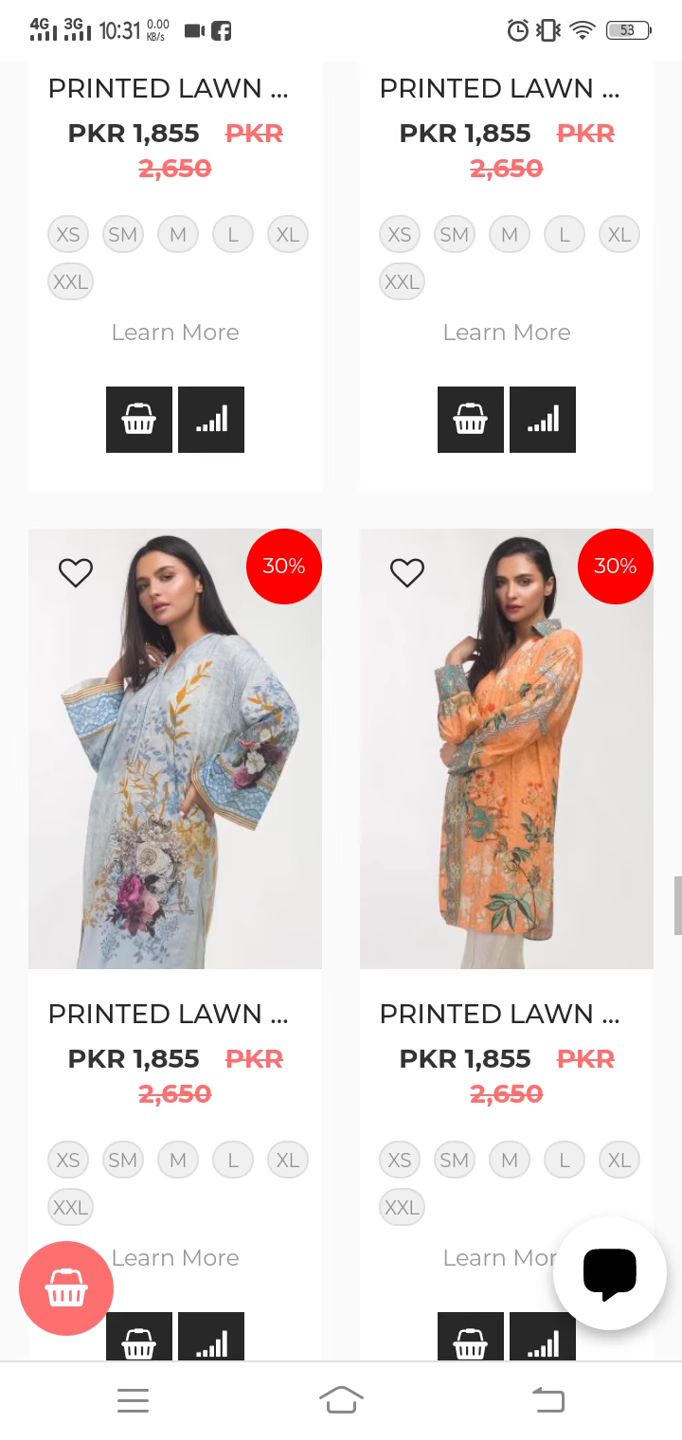 4G 3G 10:31 0.00 KB/s 53
PRINTED LAWN ... PRINTED LAWN ...
PKR 1,855 PKR PKR 1,855 PKR
2,650 2,650
XS SM M L XL XS SM M L XL
XXL XXL
Learn More Learn More
30% 30%
PRINTED LAWN ... PRINTED LAWN ...
PKR 1,855 PKR PKR 1,855 PKR
2,650 2,650
XS SM M L XL XS SM M L XL
XXL XXL
Learn More Learn Mor